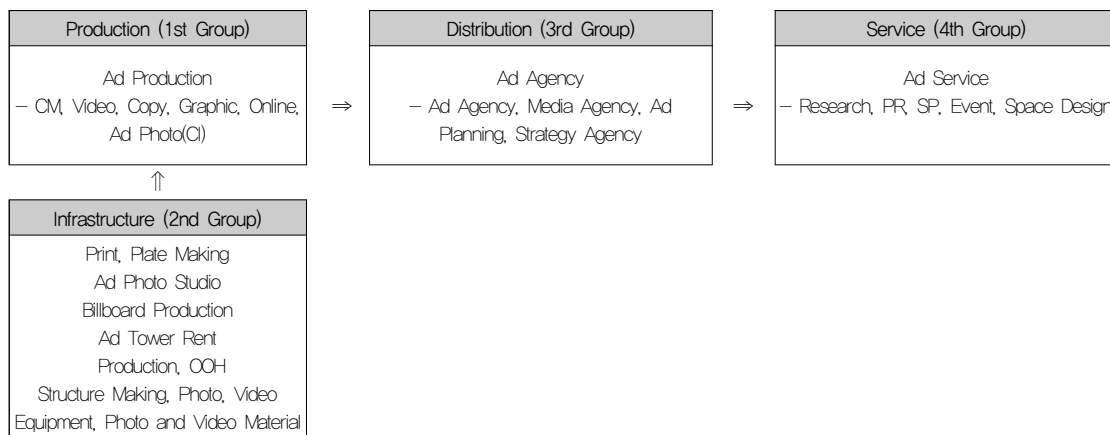 Production (1st Group)
Ad Production
– CM, Video, Copy, Graphic, Online,
Ad Photo(CI)
⇒
Distribution (3rd Group)
Ad Agency
– Ad Agency, Media Agency, Ad
Planning, Strategy Agency
⇒
Service (4th Group)
Ad Service
– Research, PR, SP, Event, Space Design
⇑
Infrastructure (2nd Group)
Print, Plate Making
Ad Photo Studio
Billboard Production
Ad Tower Rent
Production, OOH
Structure Making, Photo, Video
Equipment, Photo and Video Material